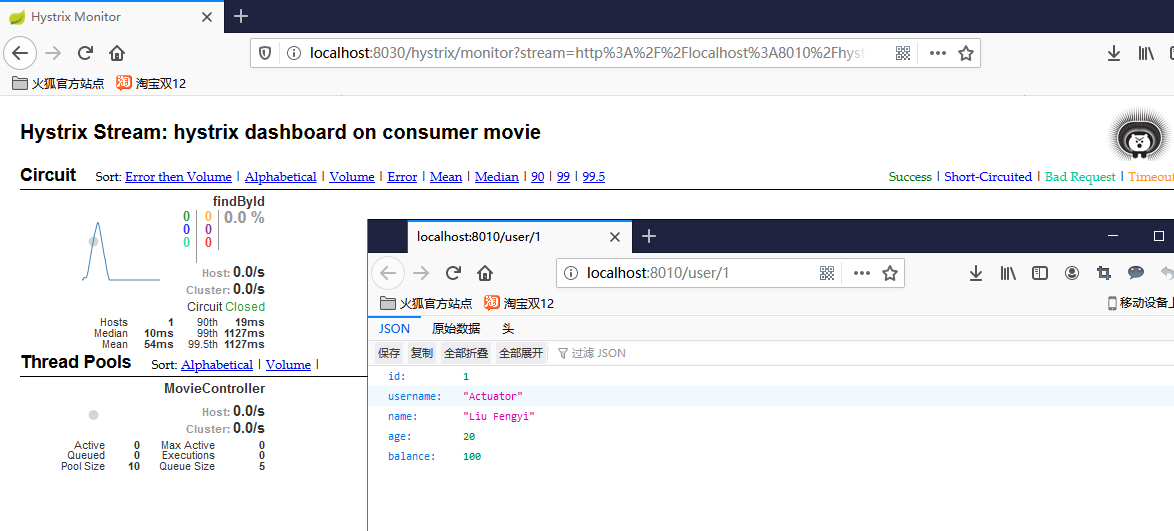 Hystrix Monitor
localhost:8030/hystrix/monitor?stream=http%3A%2F%2Flocalhost%3A8010%2Fhyst
火狐官方站点 淘 淘宝双12
Hystrix Stream: hystrix dashboard on consumer movie
Circuit Sort: Error then Volume | Alphabetical | Volume | Error | Mean | Median | 90 | 99 | 99.5
Success | Short-Circuited | Bad Request | Timeout
findById
0 0 0.0 %
0 0
0 0
Host: 0.0/s
Cluster: 0.0/s
Circuit Closed
Hosts 1 90th 19ms
Median 10ms 99th 1127ms
Mean 54ms 99.5th 1127ms
Thread Pools Sort: Alphabetical | Volume |
MovieController
Host: 0.0/s
Cluster: 0.0/s
Active 0 Max Active 0
Queued 0 Executions 0
Pool Size 10 Queue Size 5
localhost:8010/user/1
localhost:8010/user/1
火狐官方站点 淘 淘宝双12 移动设备上
JSON 原始数据 头
保存 复制 全部折叠 全部展开 过滤 JSON
id: 1
username: "Actuator"
name: "Liu Fengyi"
age: 20
balance: 100